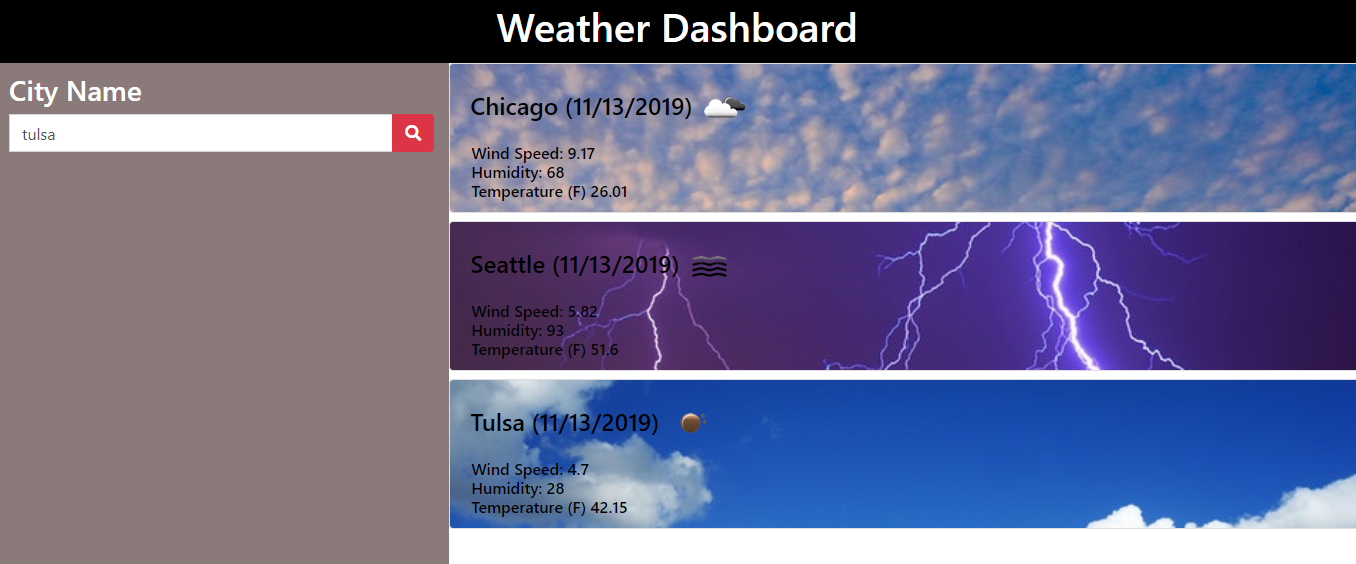 Weather Dashboard
City Name
tulsa
Chicago (11/13/2019)
Wind Speed: 9.17
Humidity: 68
Temperature (F) 26.01
Seattle (11/13/2019)
Wind Speed: 5.82
Humidity: 93
Temperature (F) 51.6
Tulsa (11/13/2019)
Wind Speed: 4.7
Humidity: 28
Temperature (F) 42.15